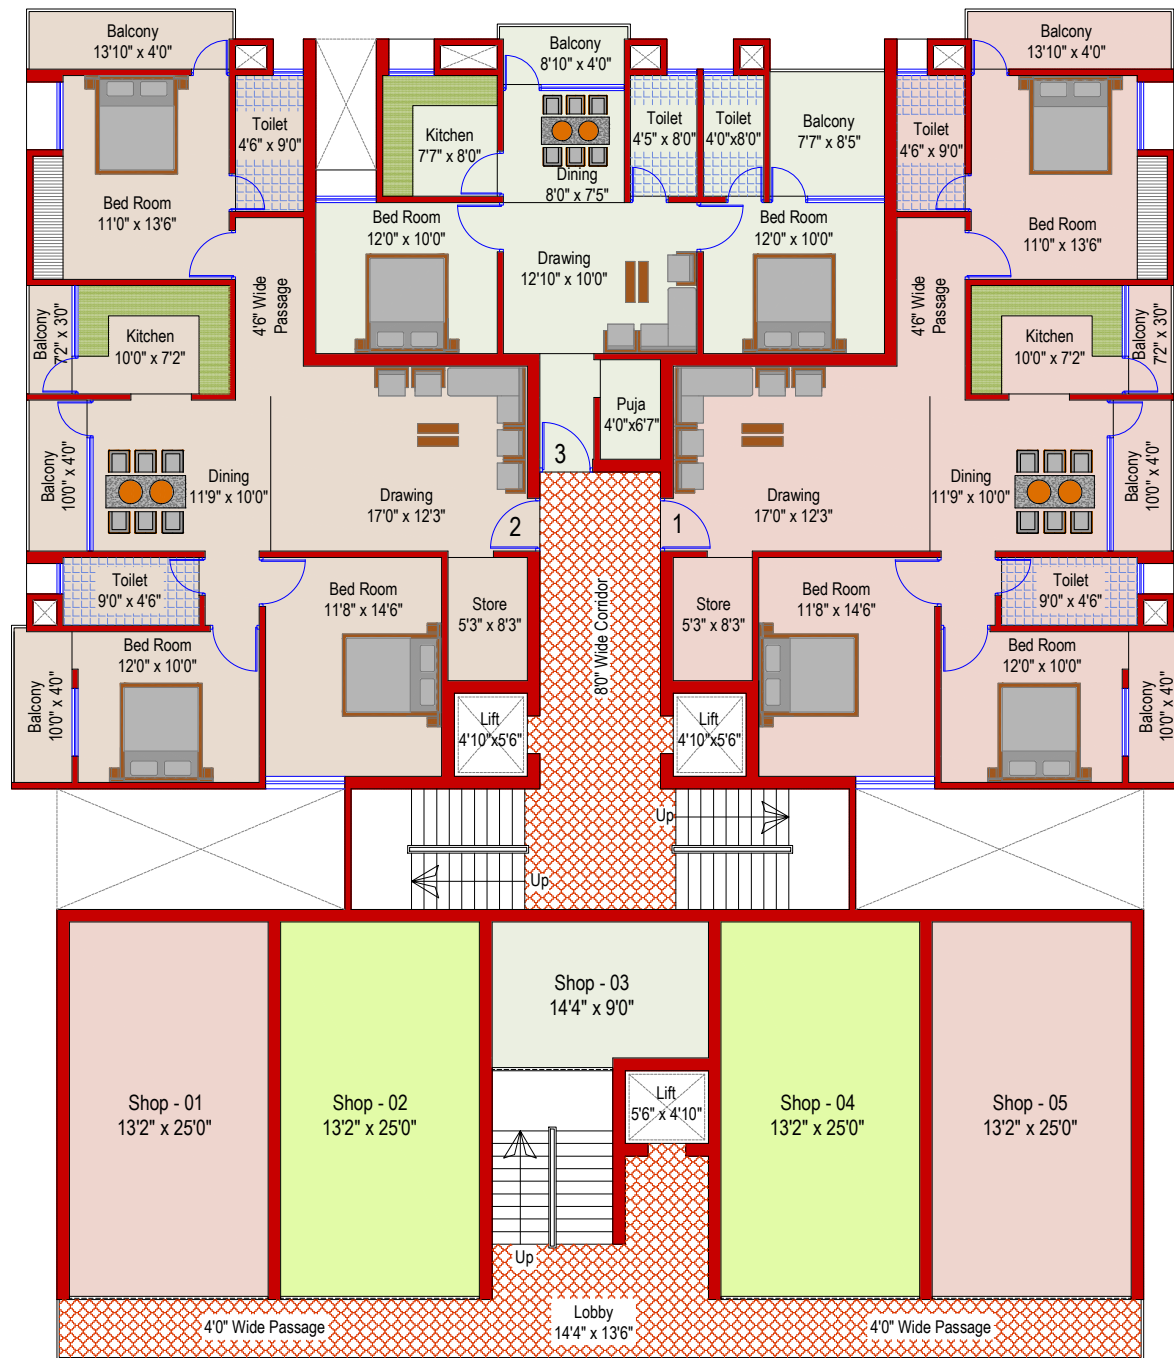 Balcony
13'10" x 4'0"
Balcony
8'10" x 4'0"
Balcony
13'10" x 4'0"
Toilet
4'6" x 9'0"
Kitchen
7'7" x 8'0"
Dining
8'0" x 7'5"
Toilet
4'5" x 8'0"
Toilet
4'0"x8'0"
Balcony
7'7" x 8'5"
Toilet
4'6" x 9'0"
Bed Room
11'0" x 13'6"
Bed Room
12'0" x 10'0"
Drawing
12'10" x 10'0"
Bed Room
12'0" x 10'0"
Bed Room
11'0" x 13'6"
4'6" Wide
Passage
4'6" Wide
Passage
Balcony
7'2" x 3'0"
Kitchen
10'0" x 7'2"
Kitchen
10'0" x 7'2"
Balcony
7'2" x 3'0"
Puja
4'0"x6'7"
3
Balcony
10'0" x 4'0"
Dining
11'9" x 10'0"
Drawing
17'0" x 12'3"
2
1
Drawing
17'0" x 12'3"
Dining
11'9" x 10'0"
Balcony
10'0" x 4'0"
Toilet
9'0" x 4'6"
Bed Room
11'8" x 14'6"
Store
5'3" x 8'3"
8'0" Wide Corridor
Store
5'3" x 8'3"
Bed Room
11'8" x 14'6"
Toilet
9'0" x 4'6"
Balcony
10'0" x 4'0"
Bed Room
12'0" x 10'0"
Lift
4'10"x5'6"
Lift
4'10"x5'6"
Bed Room
12'0" x 10'0"
Balcony
10'0" x 4'0"
Up
Up
Shop - 01
13'2" x 25'0"
Shop - 02
13'2" x 25'0"
Shop - 03
14'4" x 9'0"
Lift
5'6" x 4'10"
Shop - 04
13'2" x 25'0"
Shop - 05
13'2" x 25'0"
Up
4'0" Wide Passage
Lobby
14'4" x 13'6"
4'0" Wide Passage